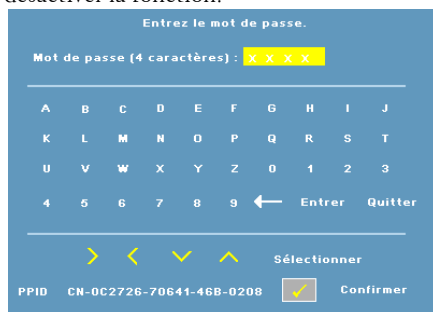 désactiver la fonction.
Entrez le mot de passe.
Mot de passe (4 caractères) : x x x x
A B C D E F G H I J
K L M N O P Q R S T
U V W X Y Z 0 1 2 3
4 5 6 7 8 9 ← Entrer Quitter
> < ∨ ∧ Sélectionner
PPID CN-0C2726-70641-46B-0208 ✓ Confirmer